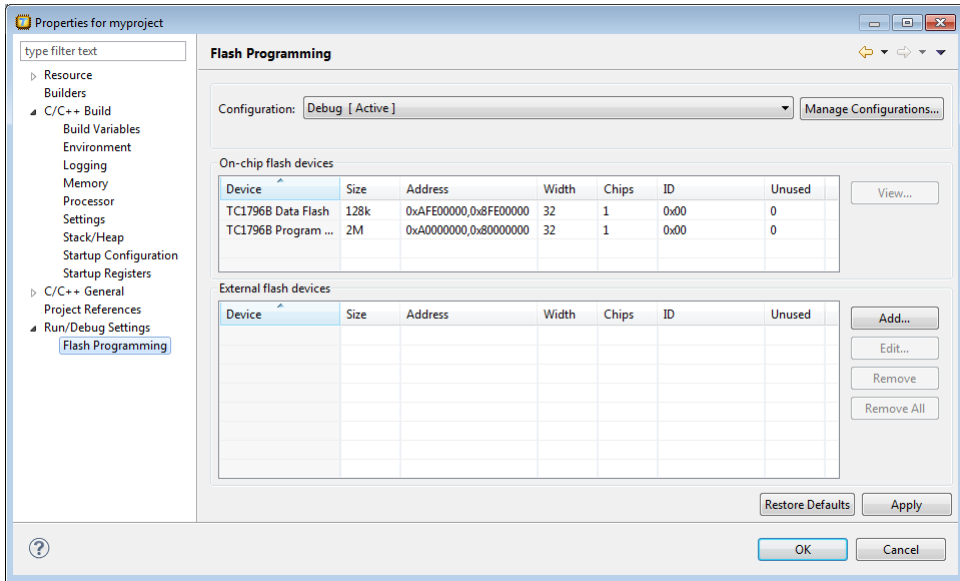 Properties for myproject
type filter text
Resource
Builders
C/C++ Build
Build Variables
Environment
Logging
Memory
Processor
Settings
Stack/Heap
Startup Configuration
Startup Registers
C/C++ General
Project References
Run/Debug Settings
Flash Programming
Flash Programming
Configuration: Debug [ Active ] Manage Configurations...
On-chip flash devices
Device Size Address Width Chips ID Unused View...
TC1796B Data Flash 128k 0xAFE00000,0x8FE00000 32 1 0x00 0
TC1796B Program ... 2M 0xA0000000,0x80000000 32 1 0x00 0
External flash devices
Device Size Address Width Chips ID Unused
Add...
Edit...
Remove
Remove All
Restore Defaults Apply
? OK Cancel